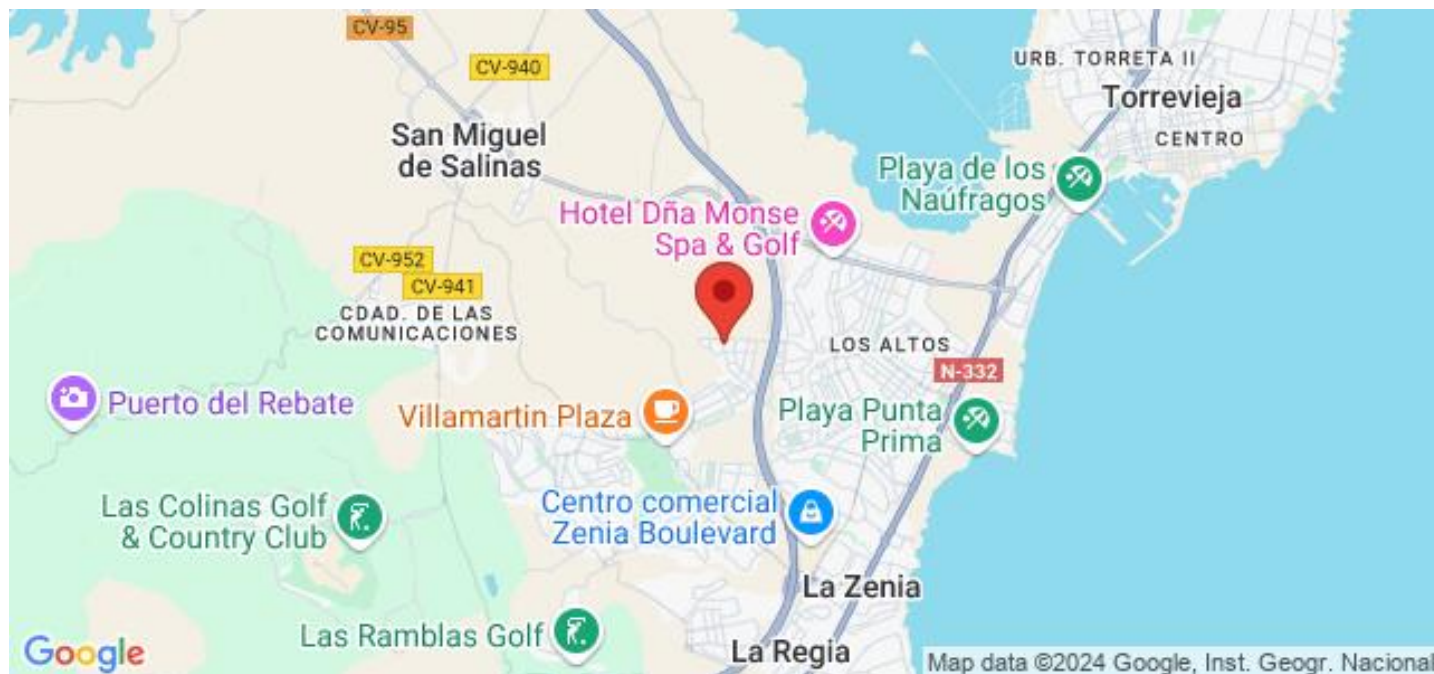 CV-95
CV-940
URB. TORRETA II
Torrevieja
CENTRO
San Miguel
de Salinas
Playa de los
Naúfragos
Hotel Dña Monse
Spa & Golf
CV-952
CV-941
CDAD. DE LAS
COMUNICACIONES
LOS ALTOS
N-332
Puerto del Rebate
Villamartin Plaza
Playa Punta
Prima
Las Colinas Golf
& Country Club
Centro comercial
Zenia Boulevard
La Zenia
Las Ramblas Golf
La Regia
Google
Map data ©2024 Google, Inst. Geogr. Nacional